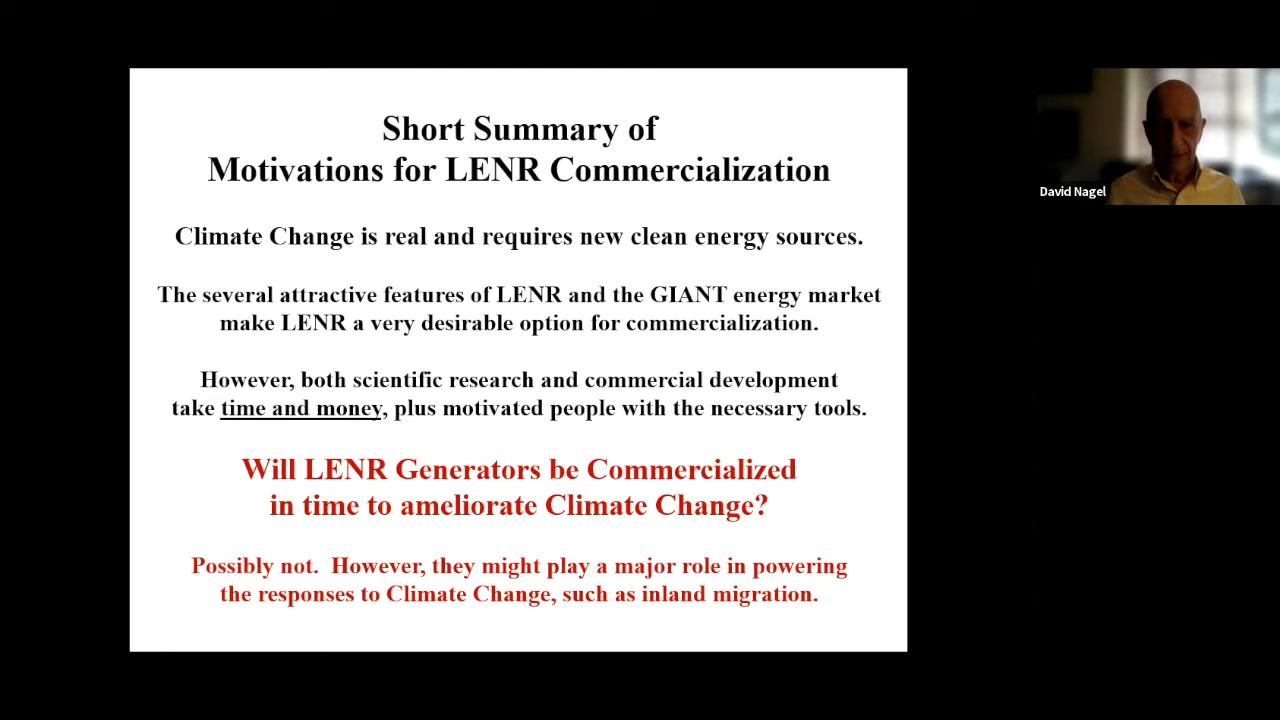 Short Summary of
Motivations for LENR Commercialization
Climate Change is real and requires new clean energy sources.
The several attractive features of LENR and the GIANT energy market
make LENR a very desirable option for commercialization.
However, both scientific research and commercial development
take time and money, plus motivated people with the necessary tools.
Will LENR Generators be Commercialized
in time to ameliorate Climate Change?
Possibly not.  However, they might play a major role in powering
the responses to Climate Change, such as inland migration.
David Nagel